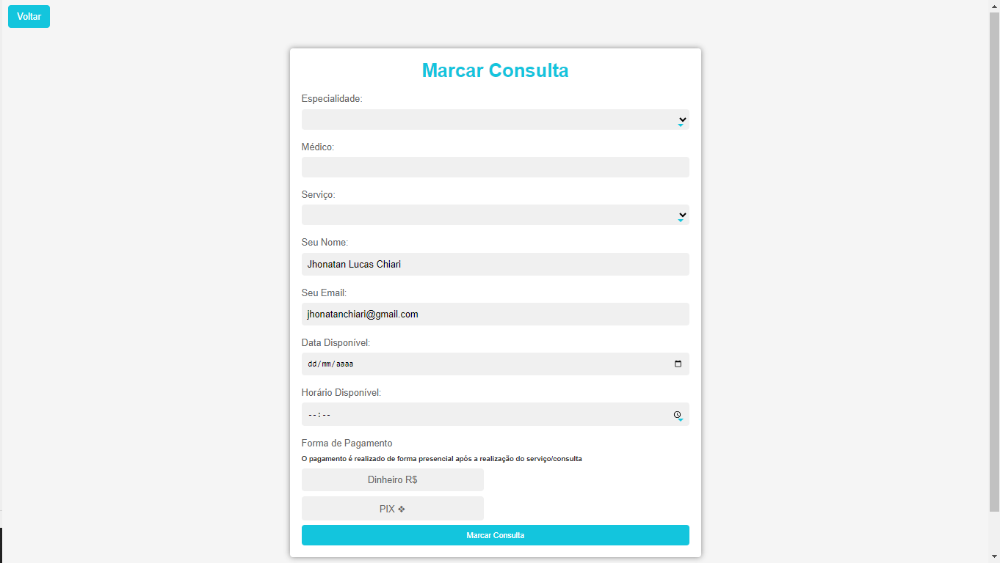 Voltar
Marcar Consulta
Especialidade:
Médico:
Serviço:
Seu Nome:
Jhonatan Lucas Chiari
Seu Email:
jhonatanchiari@gmail.com
Data Disponível:
dd/mm/aaaa
Horário Disponível:
--:--
Forma de Pagamento
O pagamento é realizado de forma presencial após a realização do serviço/consulta
Dinheiro R$
PIX ❖
Marcar Consulta